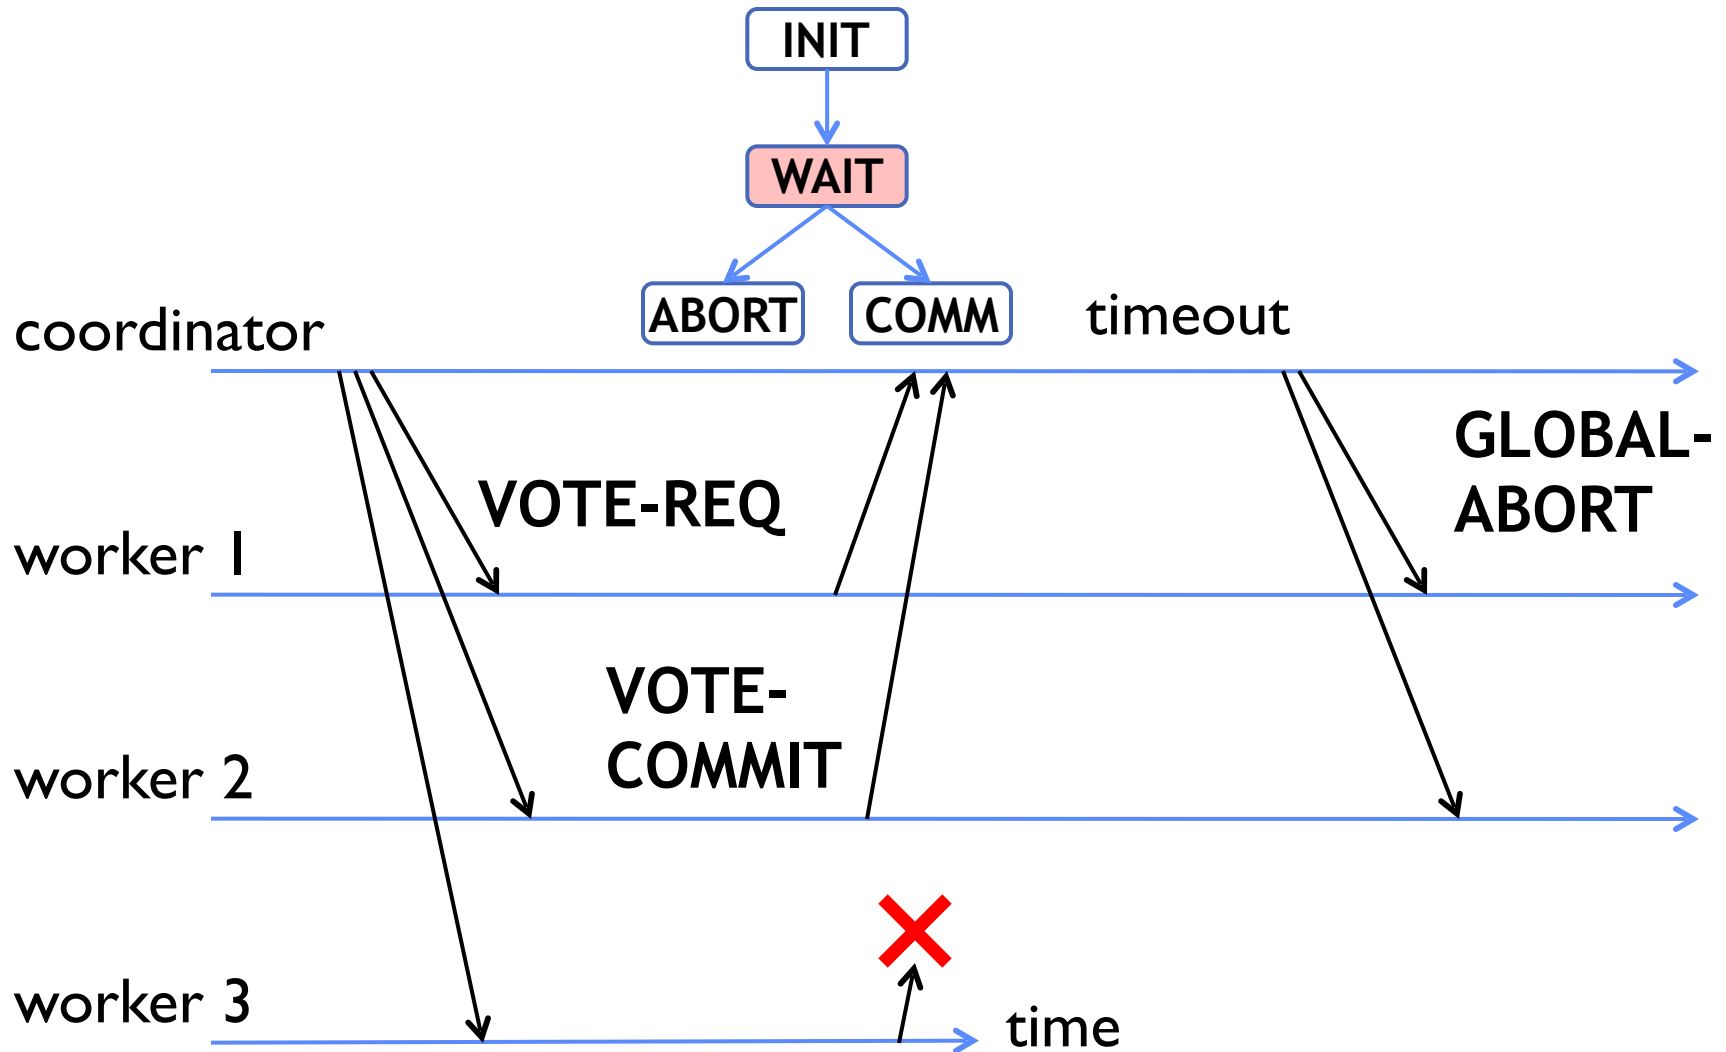 INIT
WAIT
ABORT
COMM
timeout
coordinator
GLOBAL-
ABORT
VOTE-REQ
worker 1
VOTE-
COMMIT
worker 2
worker 3
time